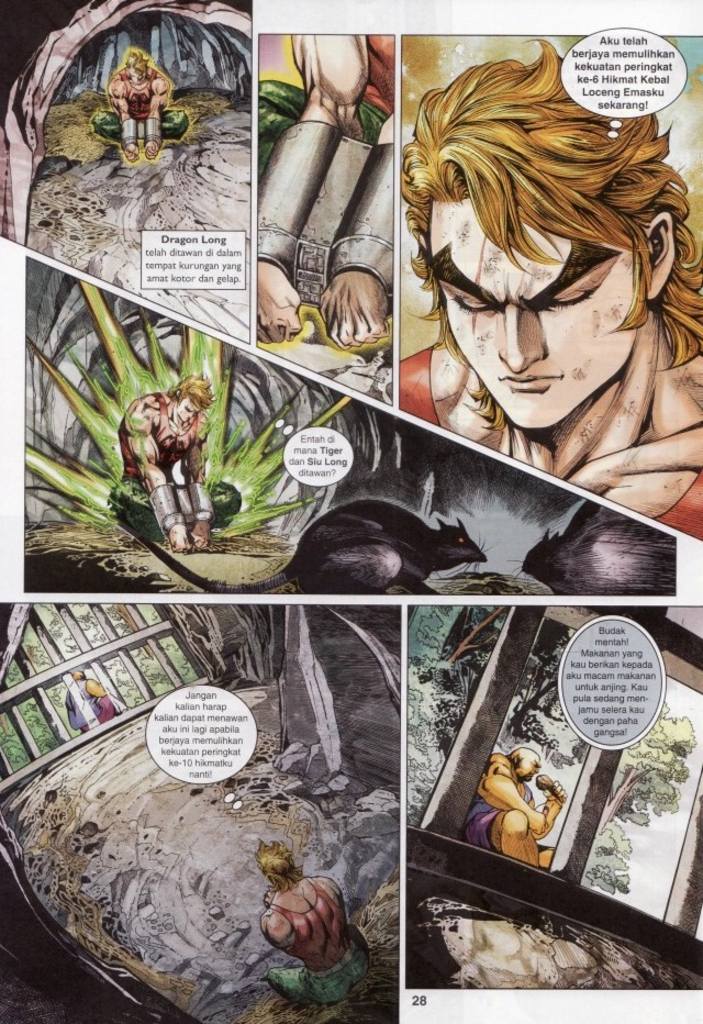 Dragon Long
telah ditawan di dalam
tempat kurungan yang
amat kotor dan gelap.
Aku telah
berjaya memulihkan
kekuatan peringkat
ke-6 Hikmat Kebal
Loceng Emasku
sekarang!
Entah di
mana Tiger
dan Siu Long
ditawan?
Jangan
kalian harap
kalian dapat menawan
aku ini lagi apabila
berjaya memulihkan
kekuatan peringkat
ke-10 hikmatku
nanti!
Budak
mentah!
Makanan yang
kau berikan kepada
aku macam makanan
untuk anjing. Kau
pula sedang men-
jamu selera kau
dengan paha
gangsa!
28